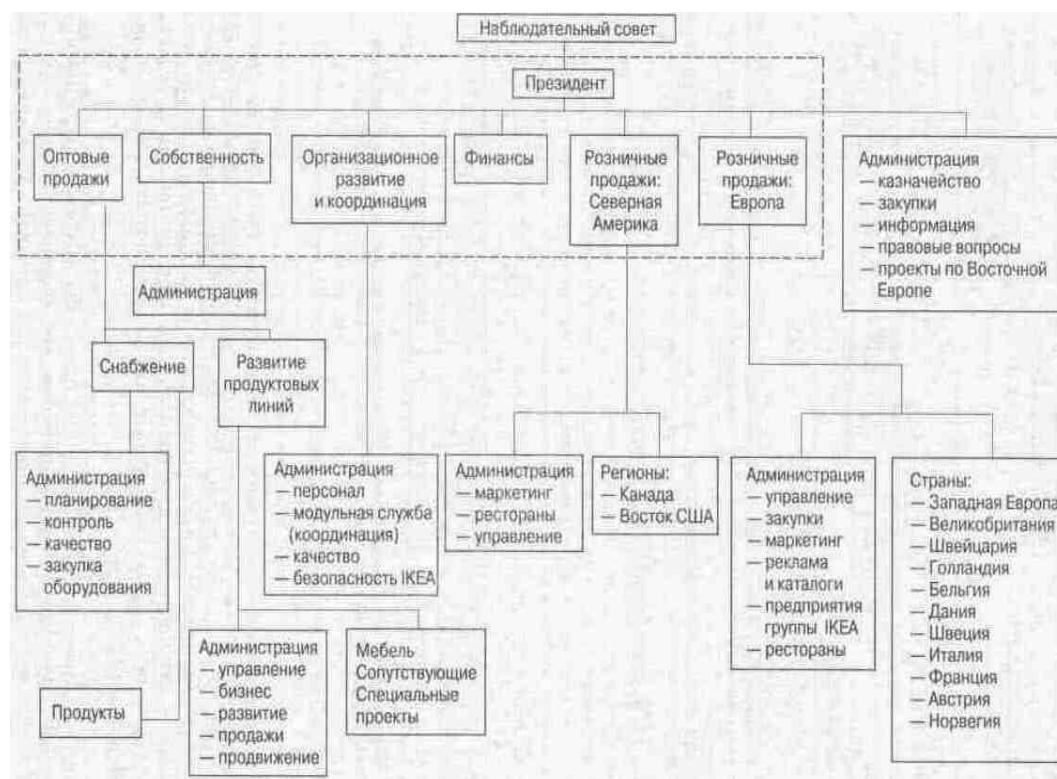 Наблюдательный совет
Президент
Оптовые
продажи
Собственность
Организационное
развитие
и координация
Финансы
Розничные
продажи:
Северная
Америка
Розничные
продажи:
Европа
Администрация
— казначейство
— закупки
— информация
— правовые вопросы
— проекты по Восточной
Европе
Администрация
Снабжение
Развитие
продуктовых
линий
Администрация
— планирование
— контроль
— качество
— закупка
оборудования
Администрация
— персонал
— модульная служба
(координация)
— качество
— безопасность IKEA
Администрация
— маркетинг
— рестораны
— управление
Регионы:
— Канада
— Восток США
Администрация
— управление
— закупки
— маркетинг
— реклама
и каталоги
— предприятия
группы IKEA
— рестораны
Страны:
— Западная Европа
— Великобритания
— Швейцария
— Голландия
— Бельгия
— Дания
— Швеция
— Италия
— Франция
— Австрия
— Норвегия
Продукты
Администрация
— управление
— бизнес
— развитие
— продажи
— продвижение
Мебель
Сопутствующие
Специальные
проекты